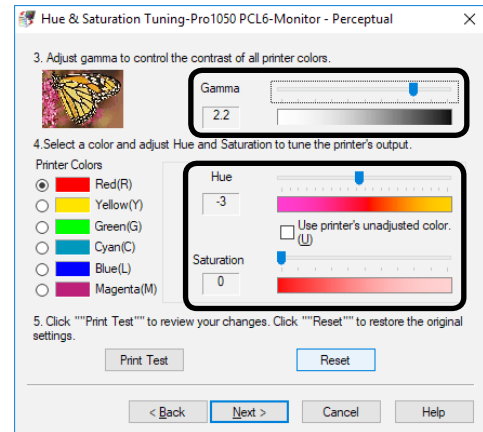 Hue & Saturation Tuning-Pro1050 PCL6-Monitor - Perceptual
3. Adjust gamma to control the contrast of all printer colors.
Gamma
2.2
4.Select a color and adjust Hue and Saturation to tune the printer's output.
Printer Colors
Red(R)
Yellow(Y)
Green(G)
Cyan(C)
Blue(L)
Magenta(M)
Hue
-3
Use printer's unadjusted color.
(U)
Saturation
0
5. Click ""Print Test"" to review your changes. Click ""Reset"" to restore the original
settings.
Print Test
Reset
< Back
Next >
Cancel
Help